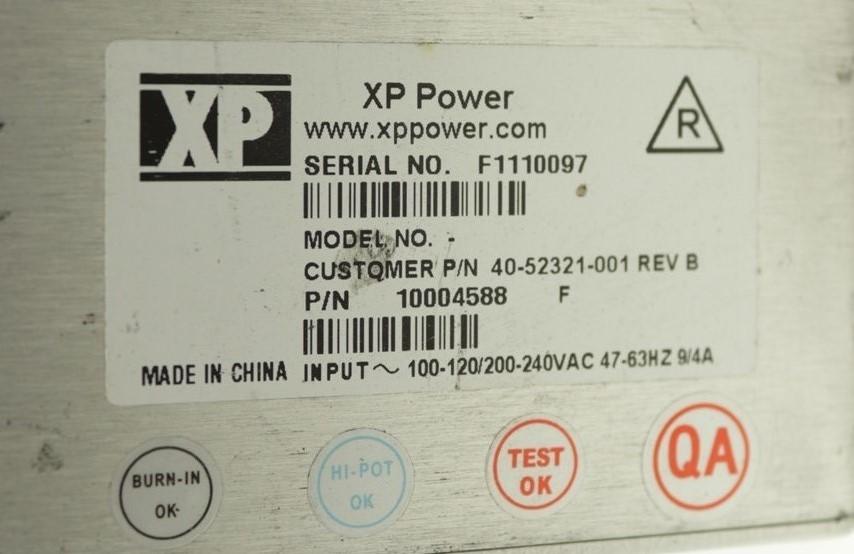 XP
XP Power
www.xppower.com
R
SERIAL NO. F1110097
MODEL NO. -
CUSTOMER P/N 40-52321-001 REV B
P/N 10004588 F
MADE IN CHINA INPUT ~ 100-120/200-240VAC 47-63HZ 9/4A
BURN-IN
OK
HI-POT
OK
TEST
OK
QA